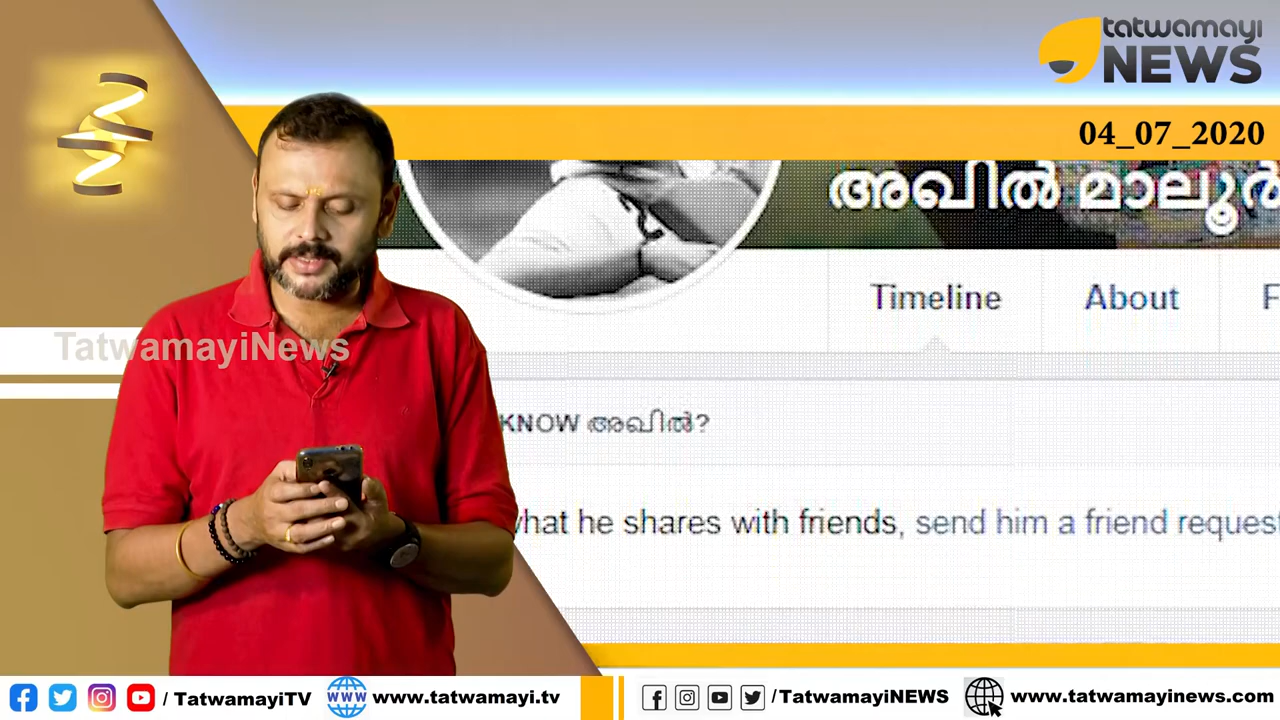 tatwamayi
NEWS
04_07_2020
അഖിൽ മാലൂർ
Timeline
About
F
KNOW അഖിൽ?
what he shares with friends, send him a friend request
TatwamayiNews
/ TatwamayiTV
www.tatwamayi.tv
/TatwamayiNEWS
www.tatwamayinews.com